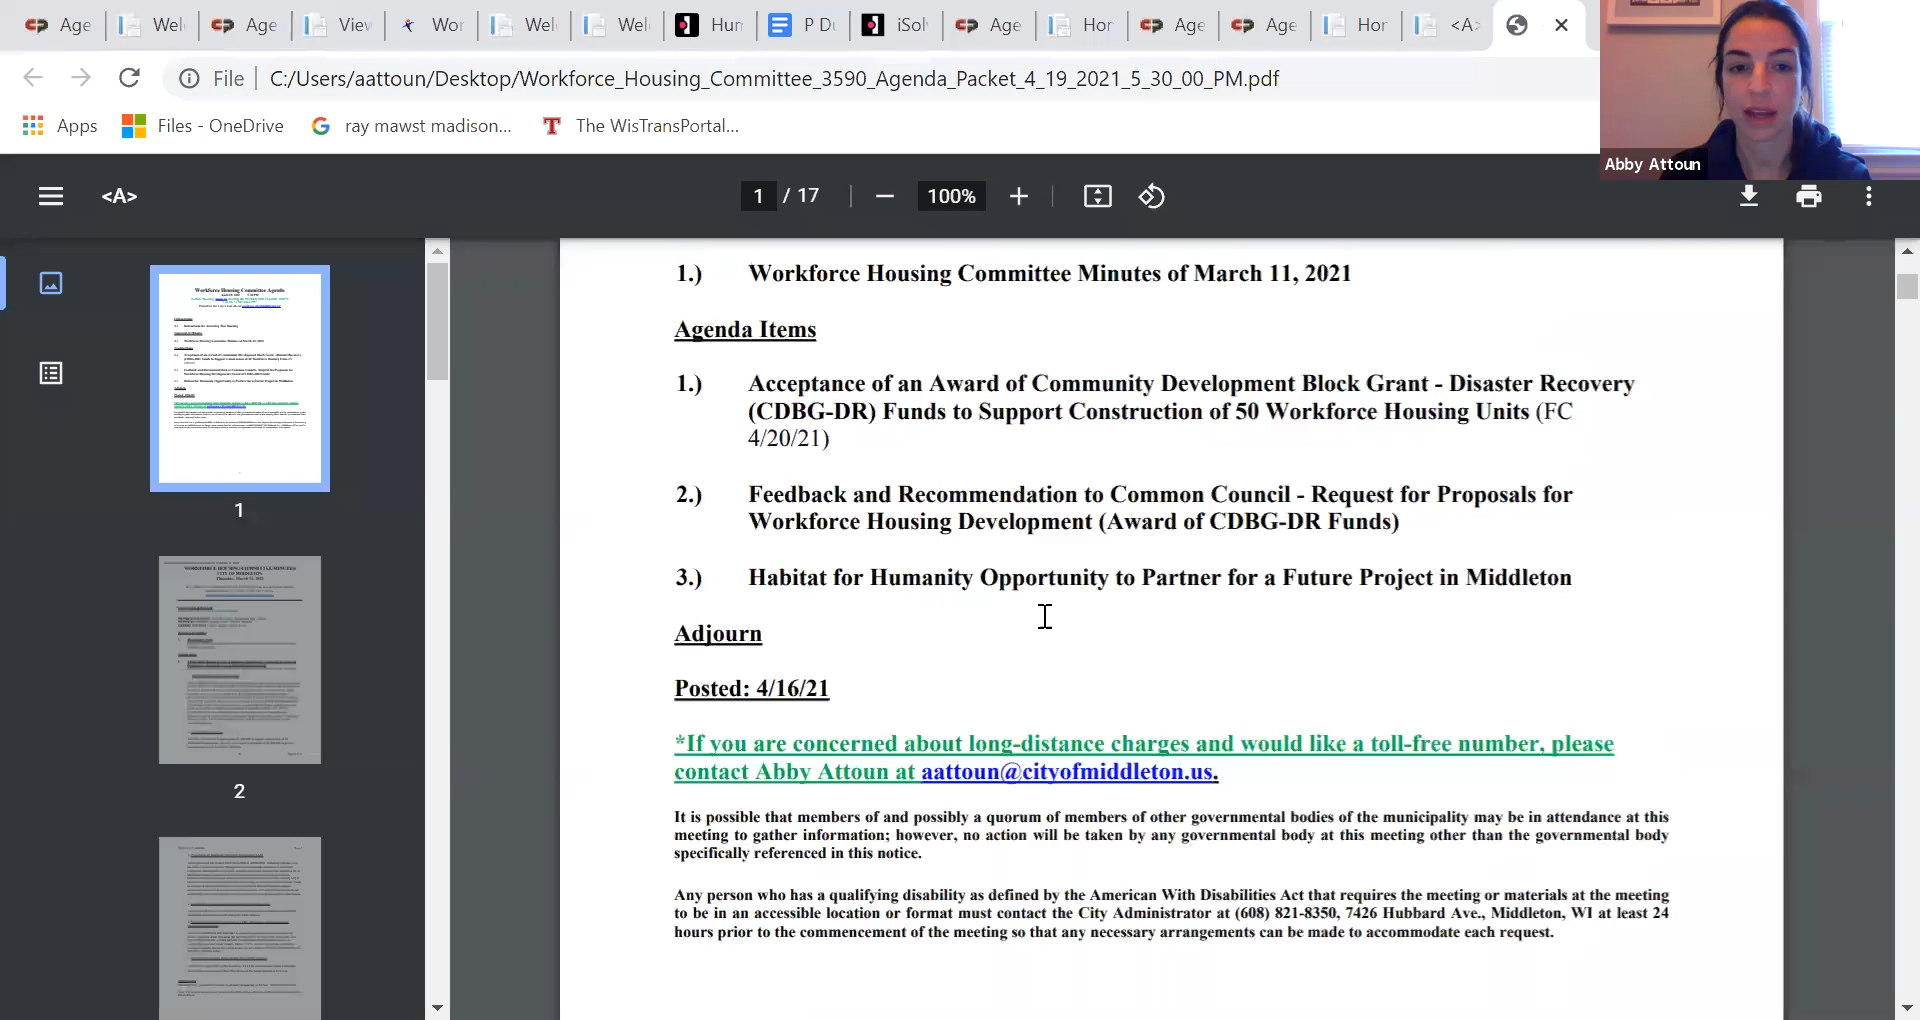 Age
Wel
Age
View
Wor
Wel
Wel
Hum
P Du
iSol
Age
Hor
Age
Age
Hor
<A>
File
C:/Users/aattoun/Desktop/Workforce_Housing_Committee_3590_Agenda_Packet_4_19_2021_5_30_00_PM.pdf
Apps
Files - OneDrive
ray mawst madison...
The WisTransPortal...
Abby Attoun
<A>
1 / 17
100%
1
2
1.) Workforce Housing Committee Minutes of March 11, 2021
Agenda Items
1.) Acceptance of an Award of Community Development Block Grant - Disaster Recovery
(CDBG-DR) Funds to Support Construction of 50 Workforce Housing Units (FC
4/20/21)
2.) Feedback and Recommendation to Common Council - Request for Proposals for
Workforce Housing Development (Award of CDBG-DR Funds)
3.) Habitat for Humanity Opportunity to Partner for a Future Project in Middleton
Adjourn
Posted: 4/16/21
*If you are concerned about long-distance charges and would like a toll-free number, please
contact Abby Attoun at aattoun@cityofmiddleton.us.
It is possible that members of and possibly a quorum of members of other governmental bodies of the municipality may be in attendance at this
meeting to gather information; however, no action will be taken by any governmental body at this meeting other than the governmental body
specifically referenced in this notice.
Any person who has a qualifying disability as defined by the American With Disabilities Act that requires the meeting or materials at the meeting
to be in an accessible location or format must contact the City Administrator at (608) 821-8350, 7426 Hubbard Ave., Middleton, WI at least 24
hours prior to the commencement of the meeting so that any necessary arrangements can be made to accommodate each request.